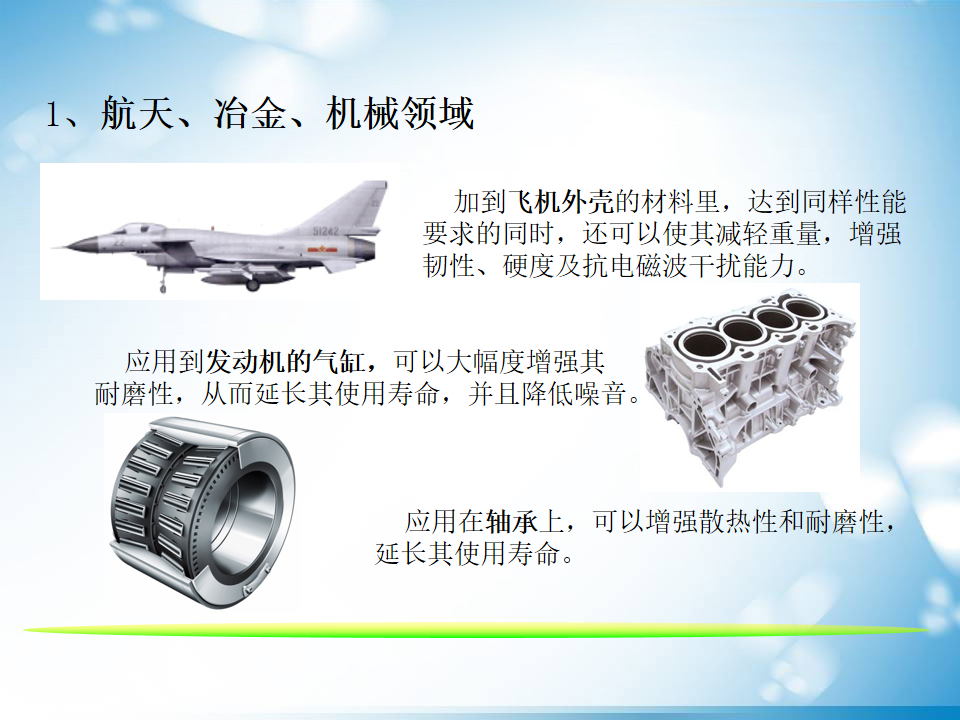 1、航天、冶金、机械领域
加到飞机外壳的材料里，达到同样性能
要求的同时，还可以使其减轻重量，增强
韧性、硬度及抗电磁波干扰能力。
51242
22
应用到发动机的气缸，可以大幅度增强其
耐磨性，从而延长其使用寿命，并且降低噪音。
应用在轴承上，可以增强散热性和耐磨性，
延长其使用寿命。